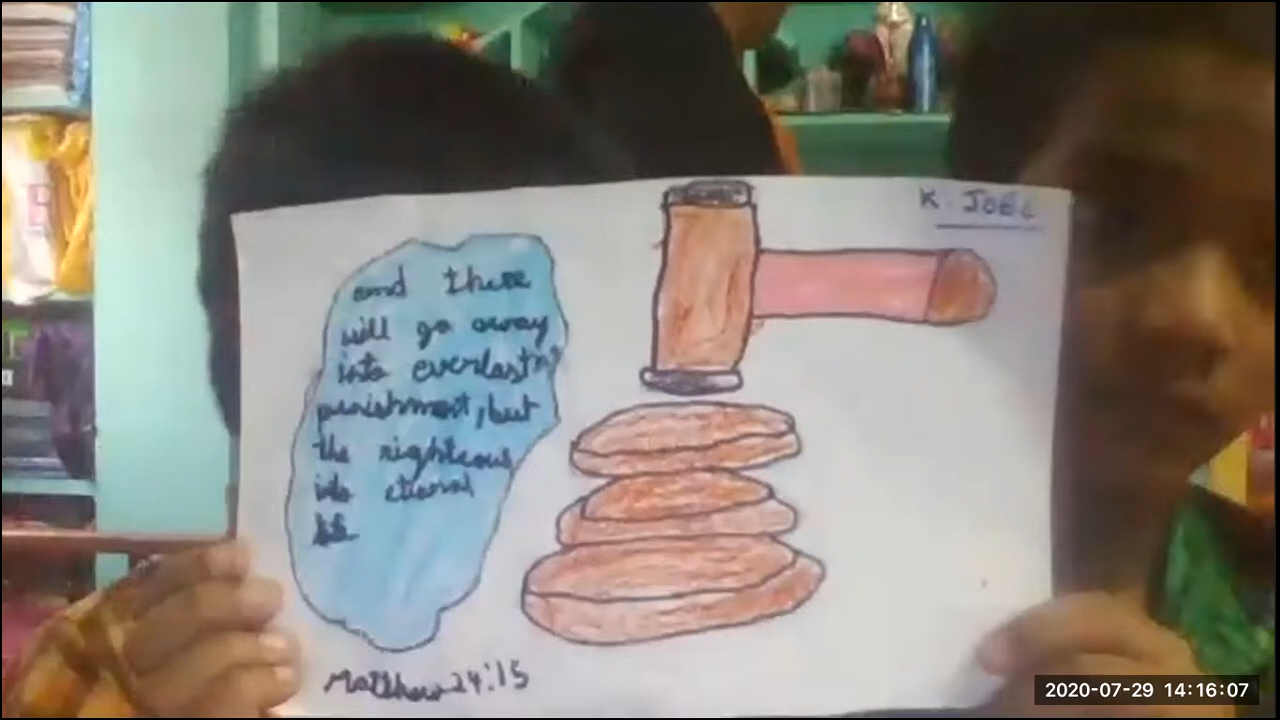 K. JOEL
and these
will go away
into everlastng
punishment, but
the righteous
into eternal
life
Matthew 24:15
2020-07-29 14:16:07